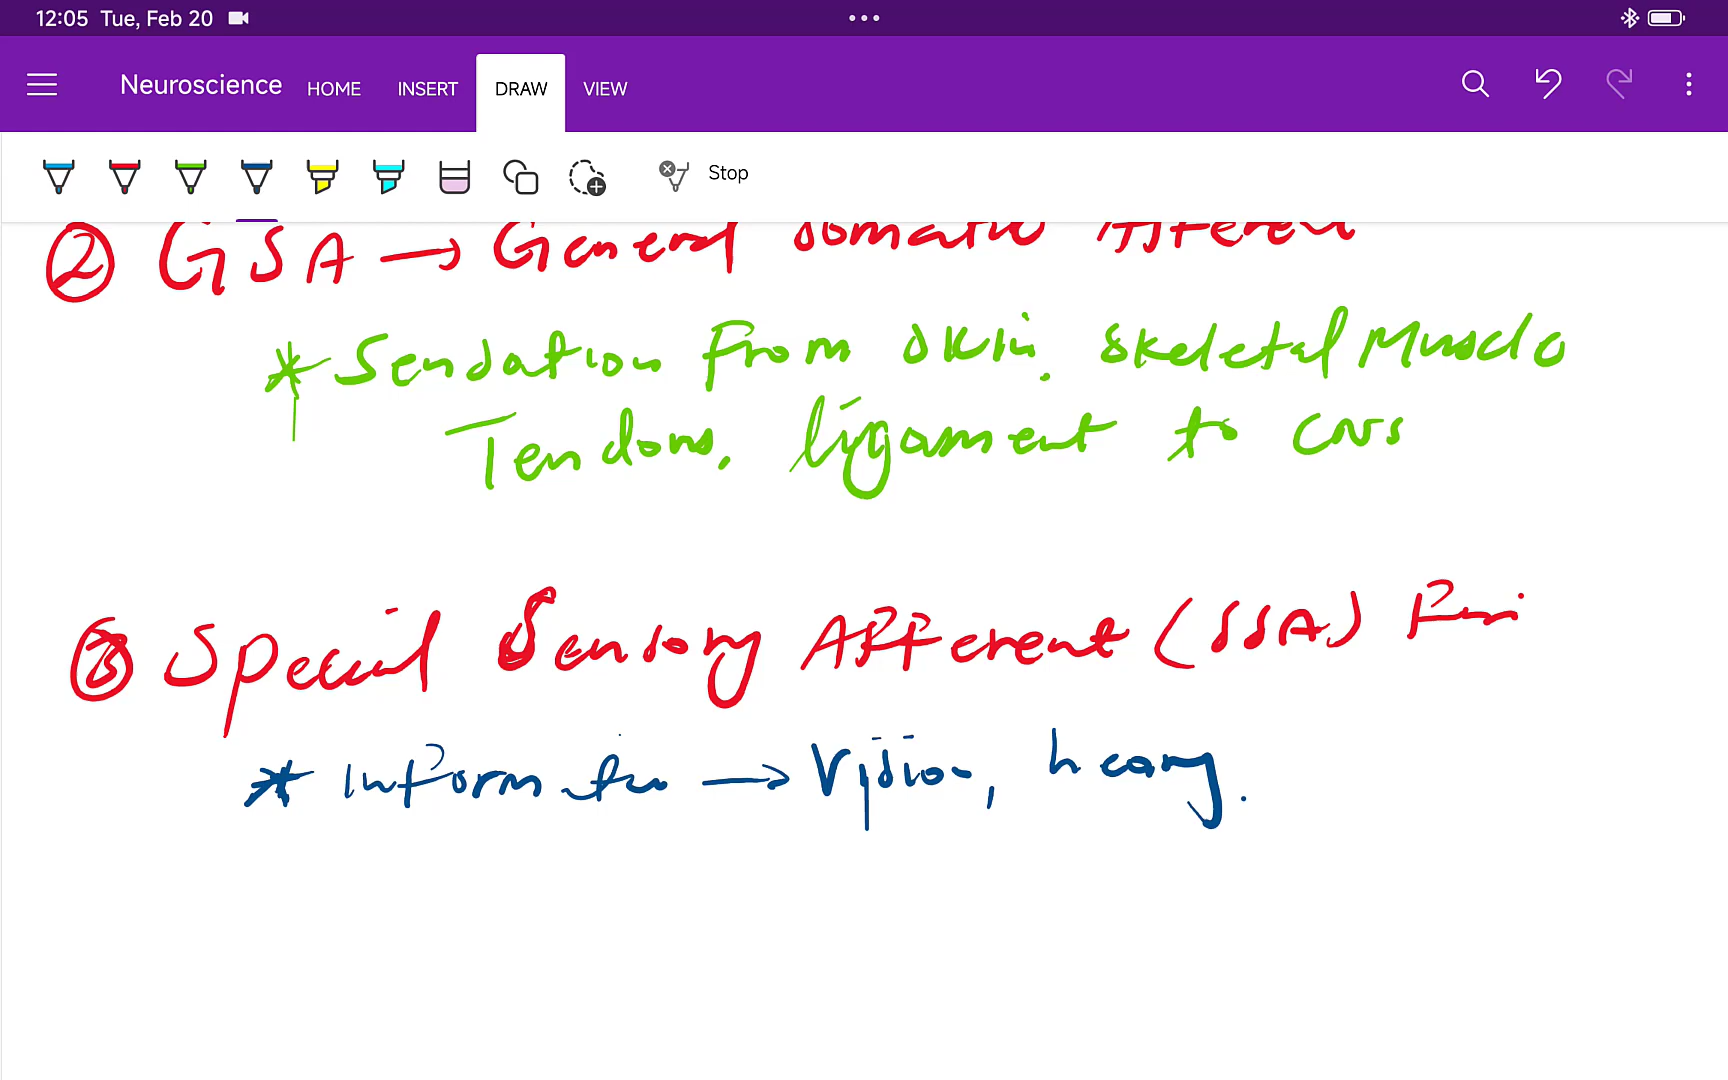 12:05 Tue, Feb 20
Neuroscience HOME INSERT DRAW VIEW
Stop
② GSA → General Somatic Afferent
* Sensation From skin, skeletal Muscle
Tendons, ligament to CNS
③ Special Sensory Afferent (SSA)
* Information → Vision, hearing.